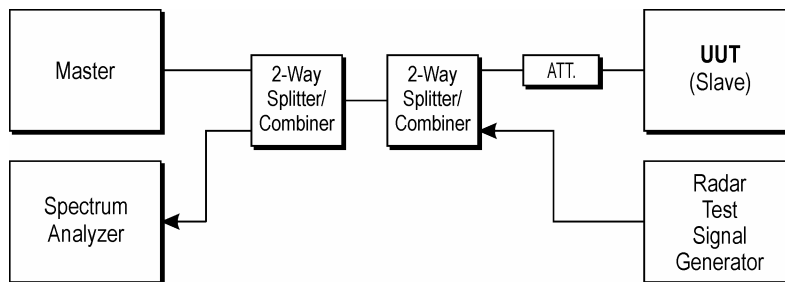 Master
2-Way
Splitter/
Combiner
2-Way
Splitter/
Combiner
ATT.
UUT
(Slave)
Spectrum
Analyzer
Radar
Test
Signal
Generator